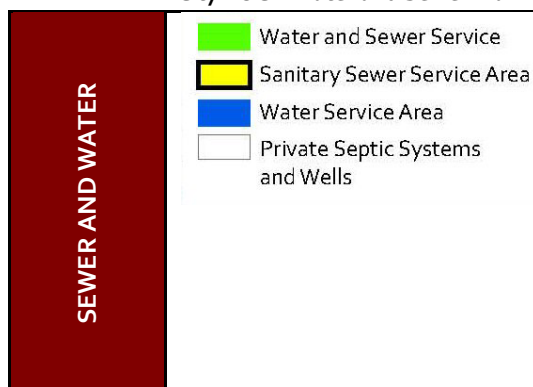 Water and Sewer Service
Sanitary Sewer Service Area
Water Service Area
Private Septic Systems
and Wells
SEWER AND WATER